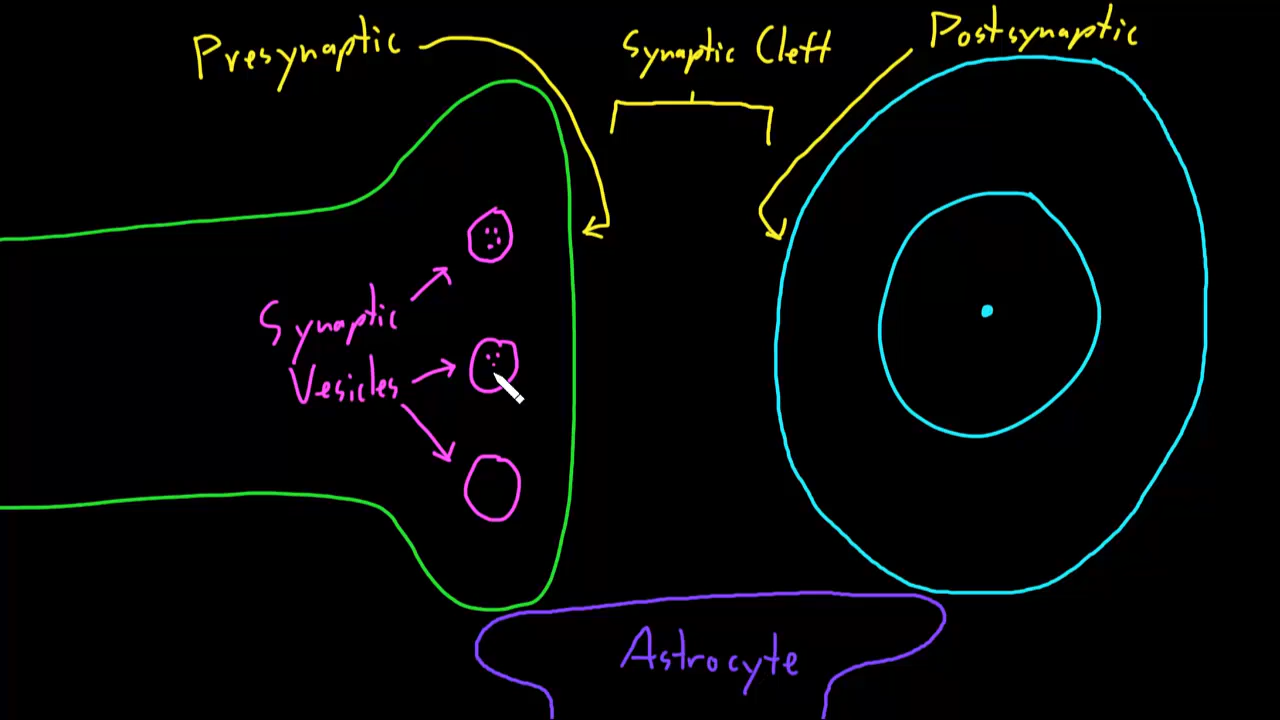 Presynaptic
Synaptic Cleft
Postsynaptic
Synaptic
Vesicles
Astrocyte